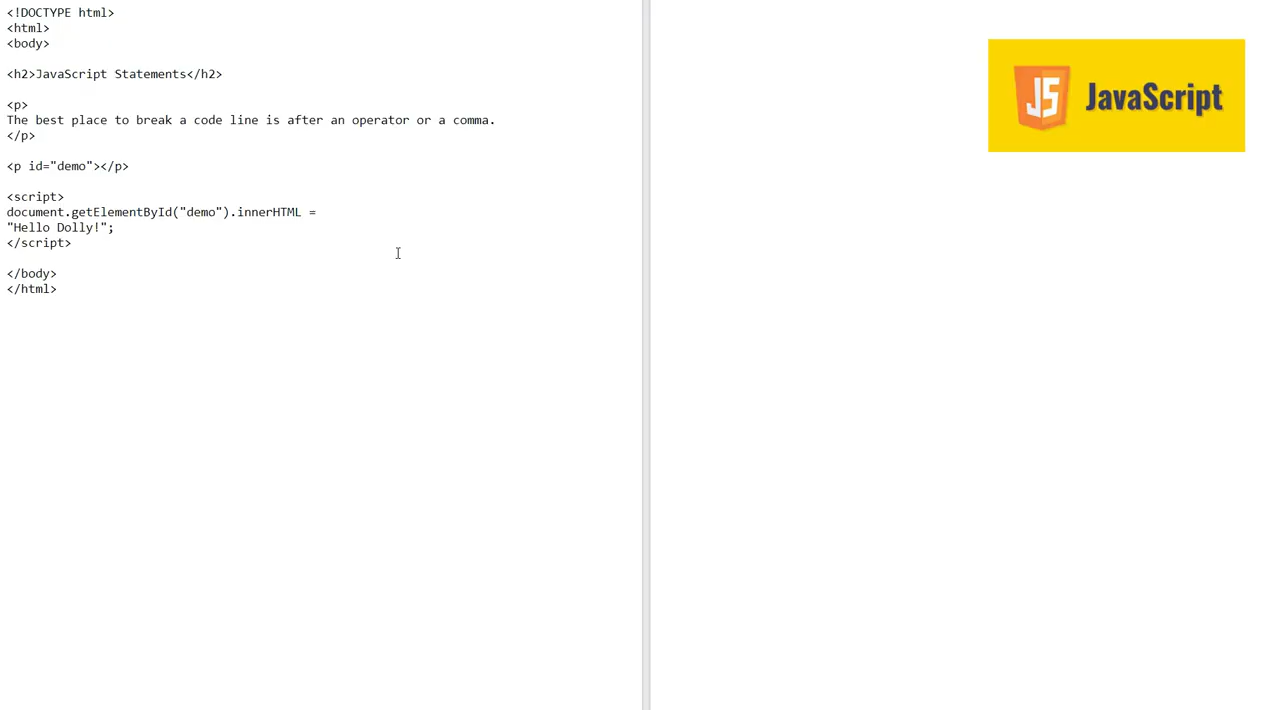 <!DOCTYPE html>
<html>
<body>
<h2>JavaScript Statements</h2>
<p>
The best place to break a code line is after an operator or a comma.
</p>
<p id="demo"></p>
<script>
document.getElementById("demo").innerHTML =
"Hello Dolly!";
</script>
</body>
</html>
JS JavaScript